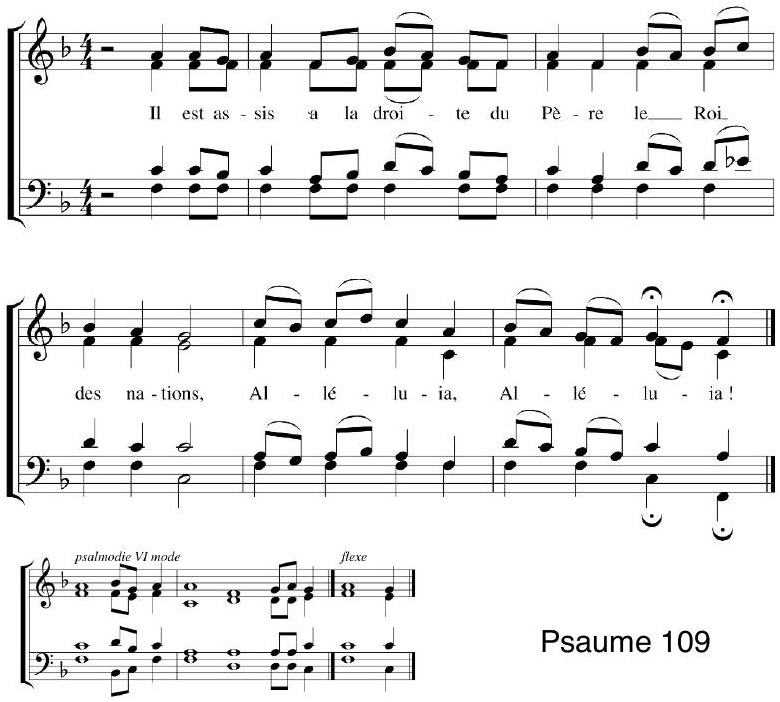 Il est as - sis a la droi - te du Pè - re le Roi
des na - tions, Al - lé - lu - ia, Al - lé - lu - ia !
psalmodie VI mode flexe
Psaume 109